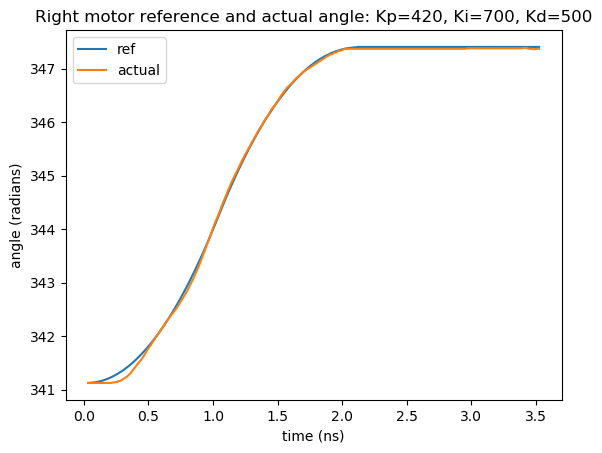 Right motor reference and actual angle: Kp=420, Ki=700, Kd=500
ref
actual
angle (radians)
347
346
345
344
343
342
341
0.0 0.5 1.0 1.5 2.0 2.5 3.0 3.5
time (ns)